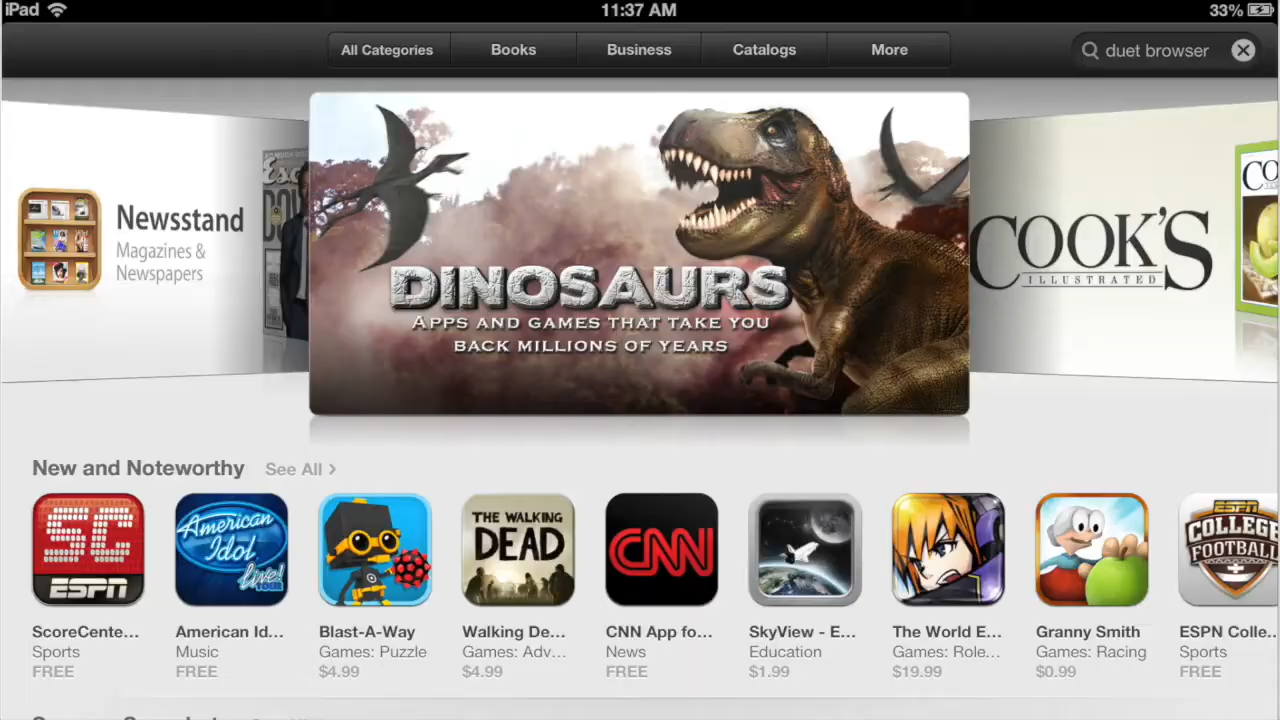 iPad
11:37 AM
33%
All Categories
Books
Business
Catalogs
More
duet browser
Newsstand
Magazines &
Newspapers
DINOSAURS
APPS AND GAMES THAT TAKE YOU
BACK MILLIONS OF YEARS
COOK'S
ILLUSTRATED
New and Noteworthy
See All >
SC
ESPN
American
Idol
live!
TOUR
THE WALKING
DEAD
CNN
ESPN
COLLEGE
FOOTBALL
ScoreCente...
American Id...
Blast-A-Way
Walking De...
CNN App fo...
SkyView - E...
The World E...
Granny Smith
ESPN Colle...
Sports
Music
Games: Puzzle
Games: Adv...
News
Education
Games: Role...
Games: Racing
Sports
FREE
FREE
$4.99
$4.99
FREE
$1.99
$19.99
$0.99
FREE